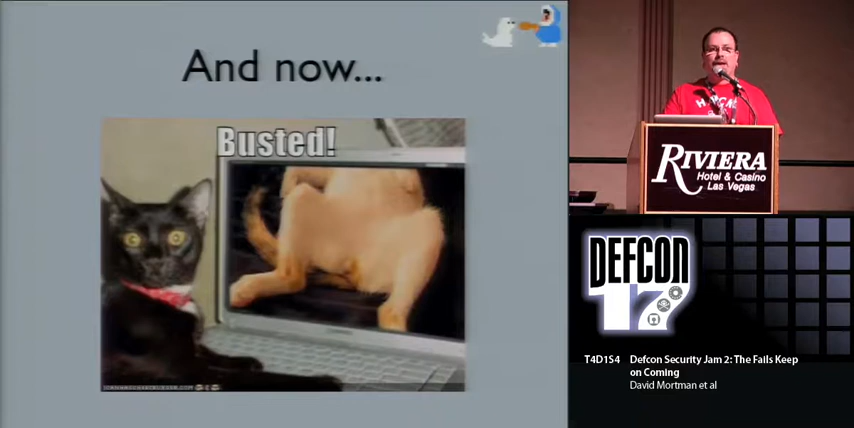 And now...
Busted!
RIVIERA
Hotel & Casino
Las Vegas
DEFCON
17
T4D1S4 Defcon Security Jam 2: The Fails Keep
on Coming
David Mortman et al